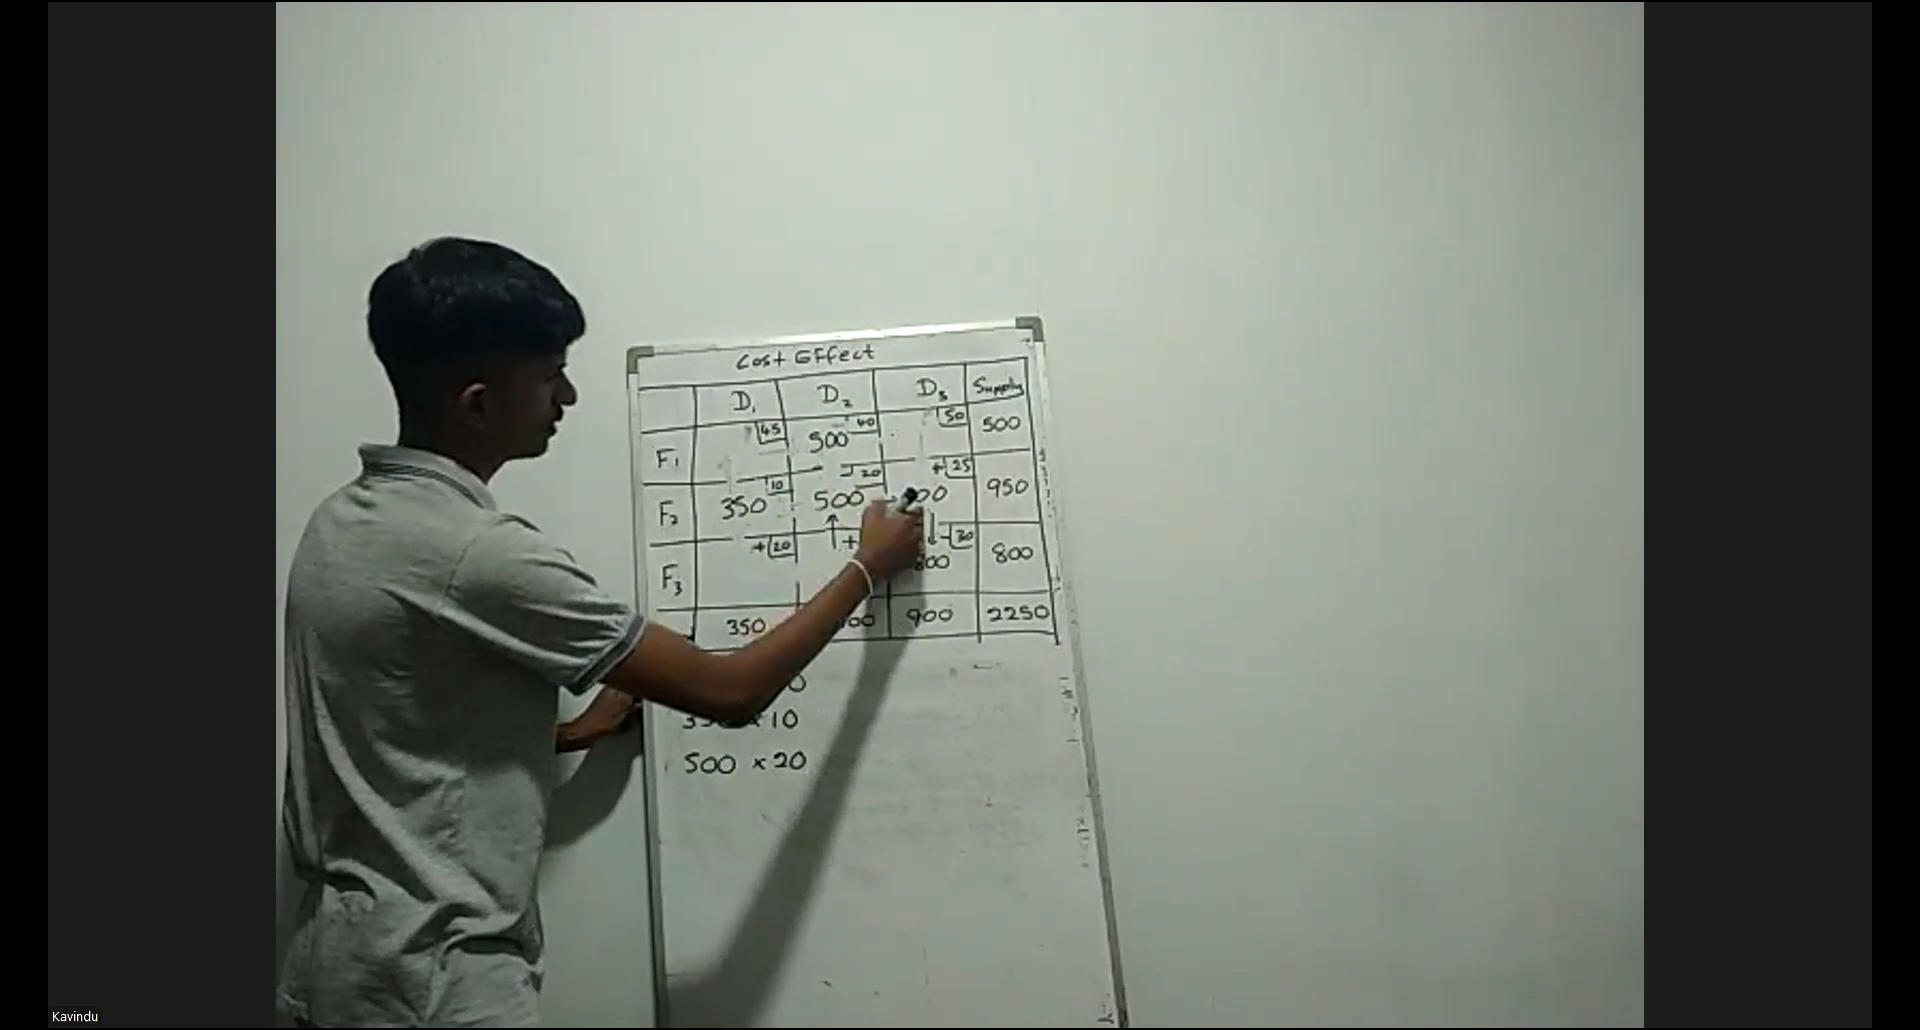 Cost Effect
D₁ D₂ D₃ Supply
45 40 50
F₁ 500 500
10 - 20 + 25
F₂ 350 500 950
+ 20 + - 30
F₃ 800 800
350 900 2250
× 10
500 × 20
Kavindu